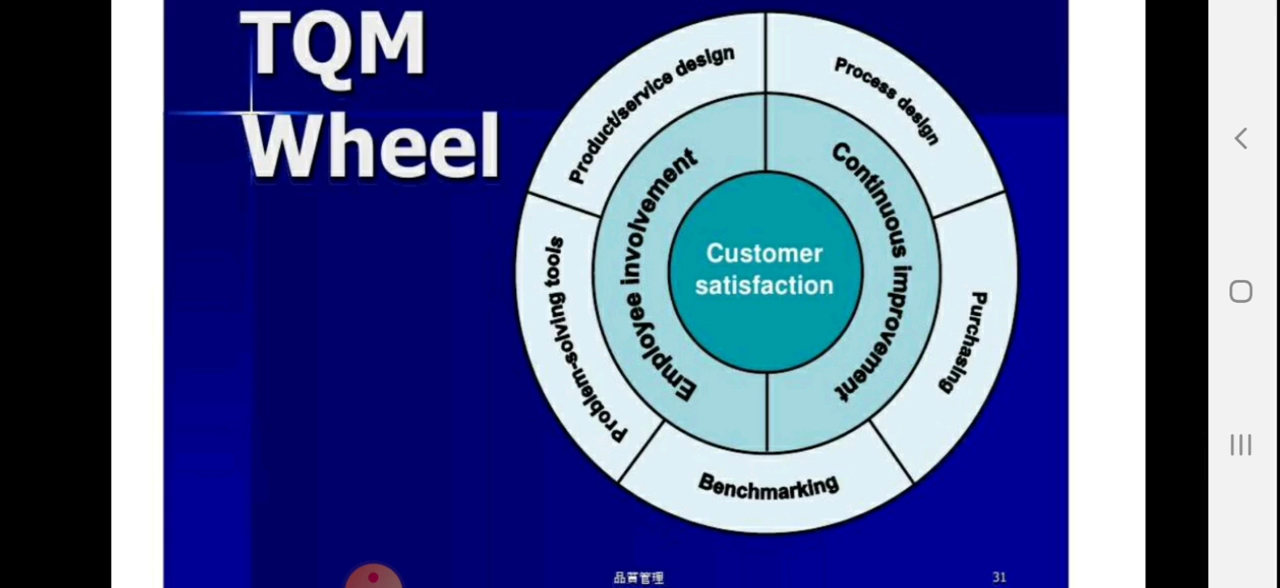 TQM
Wheel
Product/service design
Process design
Employee involvement
Continuous improvement
Customer
satisfaction
Problem-solving tools
Purchasing
Benchmarking
品質管理
31